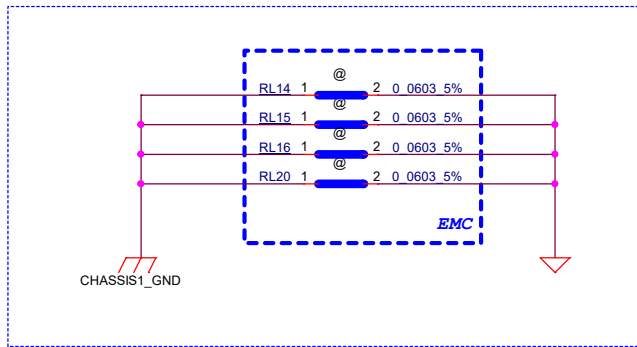 @
RL14 1 2 0_0603_5%
@
RL15 1 2 0_0603_5%
@
RL16 1 2 0_0603_5%
@
RL20 1 2 0_0603_5%
EMC
CHASSIS1_GND